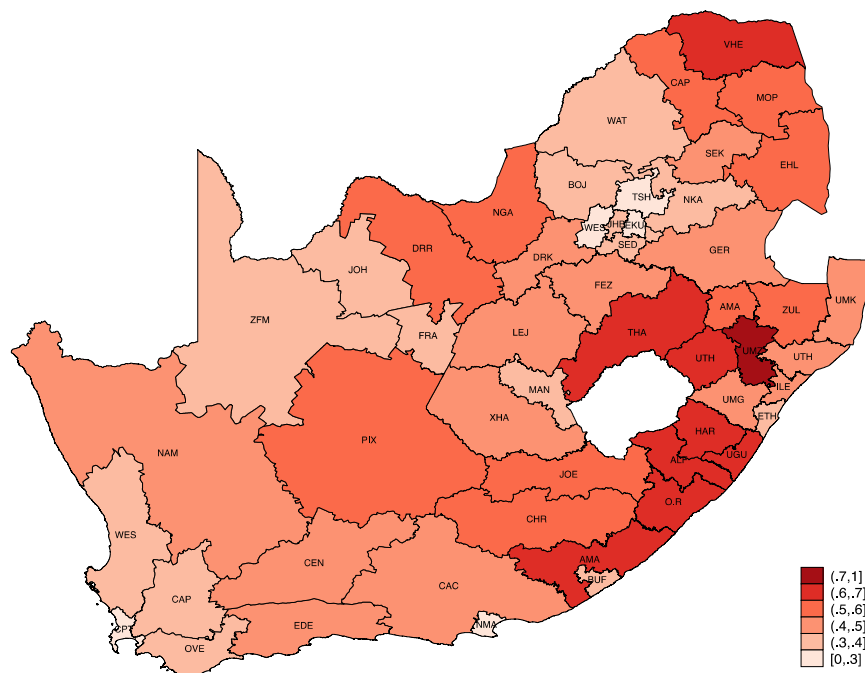 VHE
CAP
MOP
WAT
SEK
EHL
BOJ
TSH
NKA
NGA
WES
JHB
EKU
SED
GER
DRR
JOH
DRK
FEZ
ZFM
AMA
ZUL
UMK
FRA
LEJ
THA
UTH
UTH
MAN
UMG
ILE
XHA
ETH
HAR
PIX
NAM
ALF
UGU
JOE
O.R
CHR
WES
CEN
AMA
BUF
CAC
CAP
CPT
EDE
NMA
OVE
(.7,1]
(.6,.7]
(.5,.6]
(.4,.5]
(.3,.4]
[0,.3]